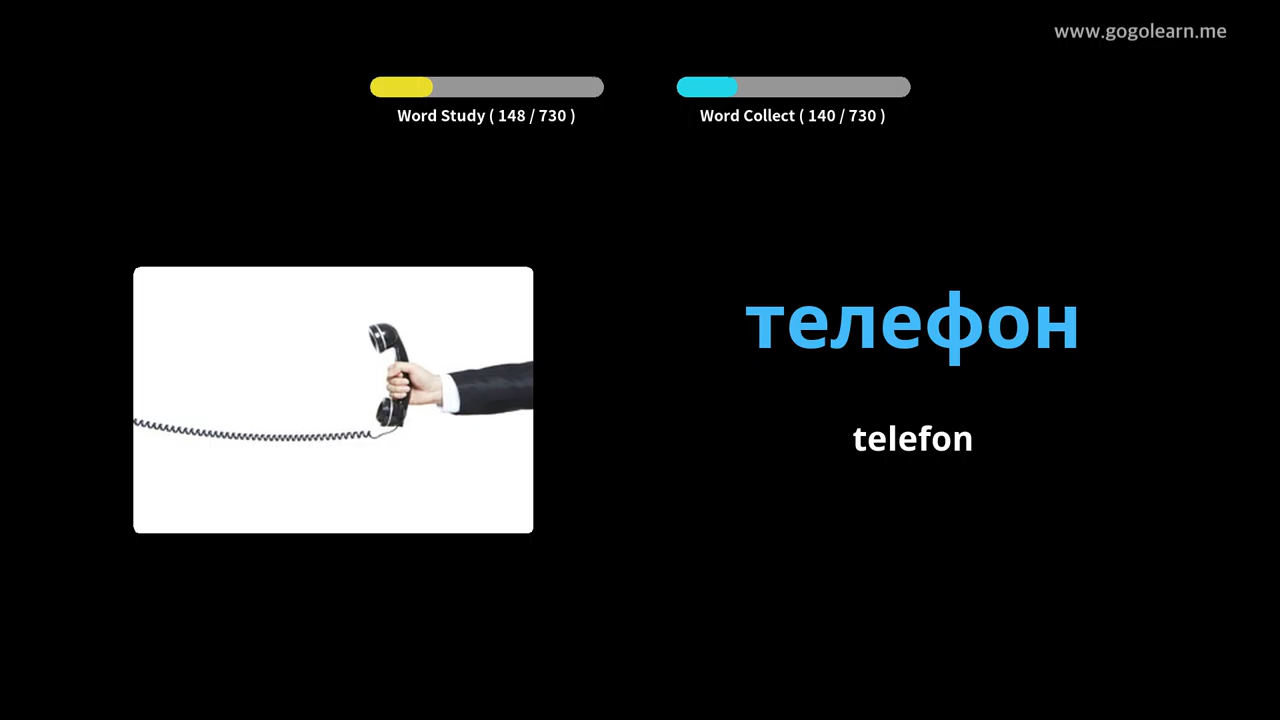 www.gogolearn.me
Word Study ( 148 / 730 )
Word Collect ( 140 / 730 )
телефон
telefon